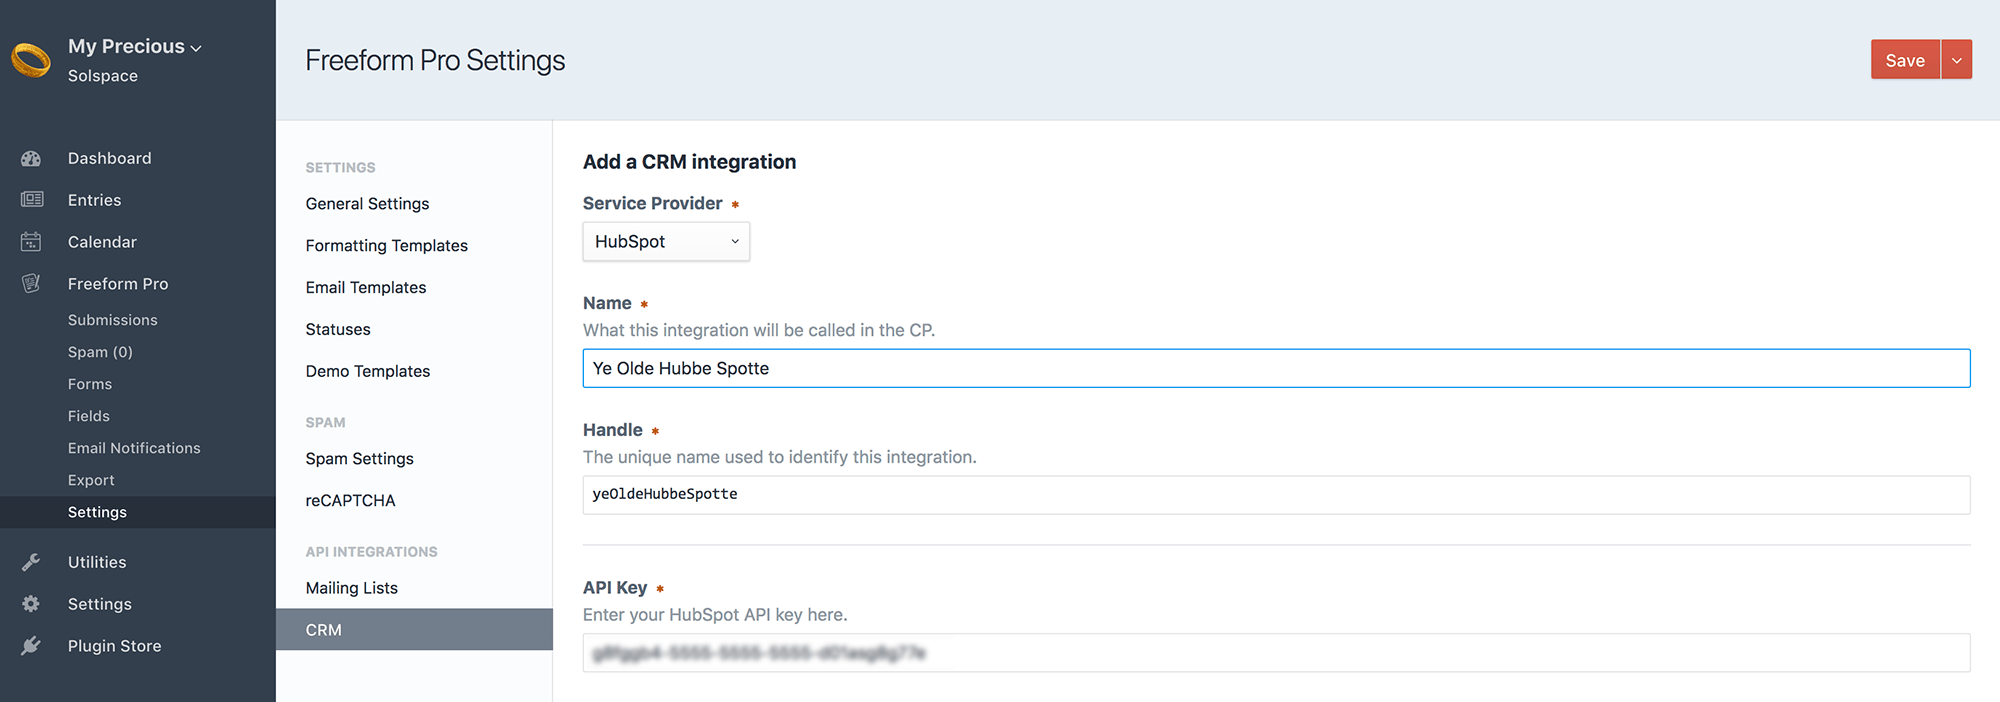 My Precious
Solspace
Dashboard
Entries
Calendar
Freeform Pro
Submissions
Spam (0)
Forms
Fields
Email Notifications
Export
Settings
Utilities
Settings
Plugin Store
Freeform Pro Settings
Save
SETTINGS
General Settings
Formatting Templates
Email Templates
Statuses
Demo Templates
SPAM
Spam Settings
reCAPTCHA
API INTEGRATIONS
Mailing Lists
CRM
Add a CRM integration
Service Provider *
HubSpot
Name *
What this integration will be called in the CP.
Ye Olde Hubbe Spotte
Handle *
The unique name used to identify this integration.
yeOldeHubbeSpotte
API Key *
Enter your HubSpot API key here.